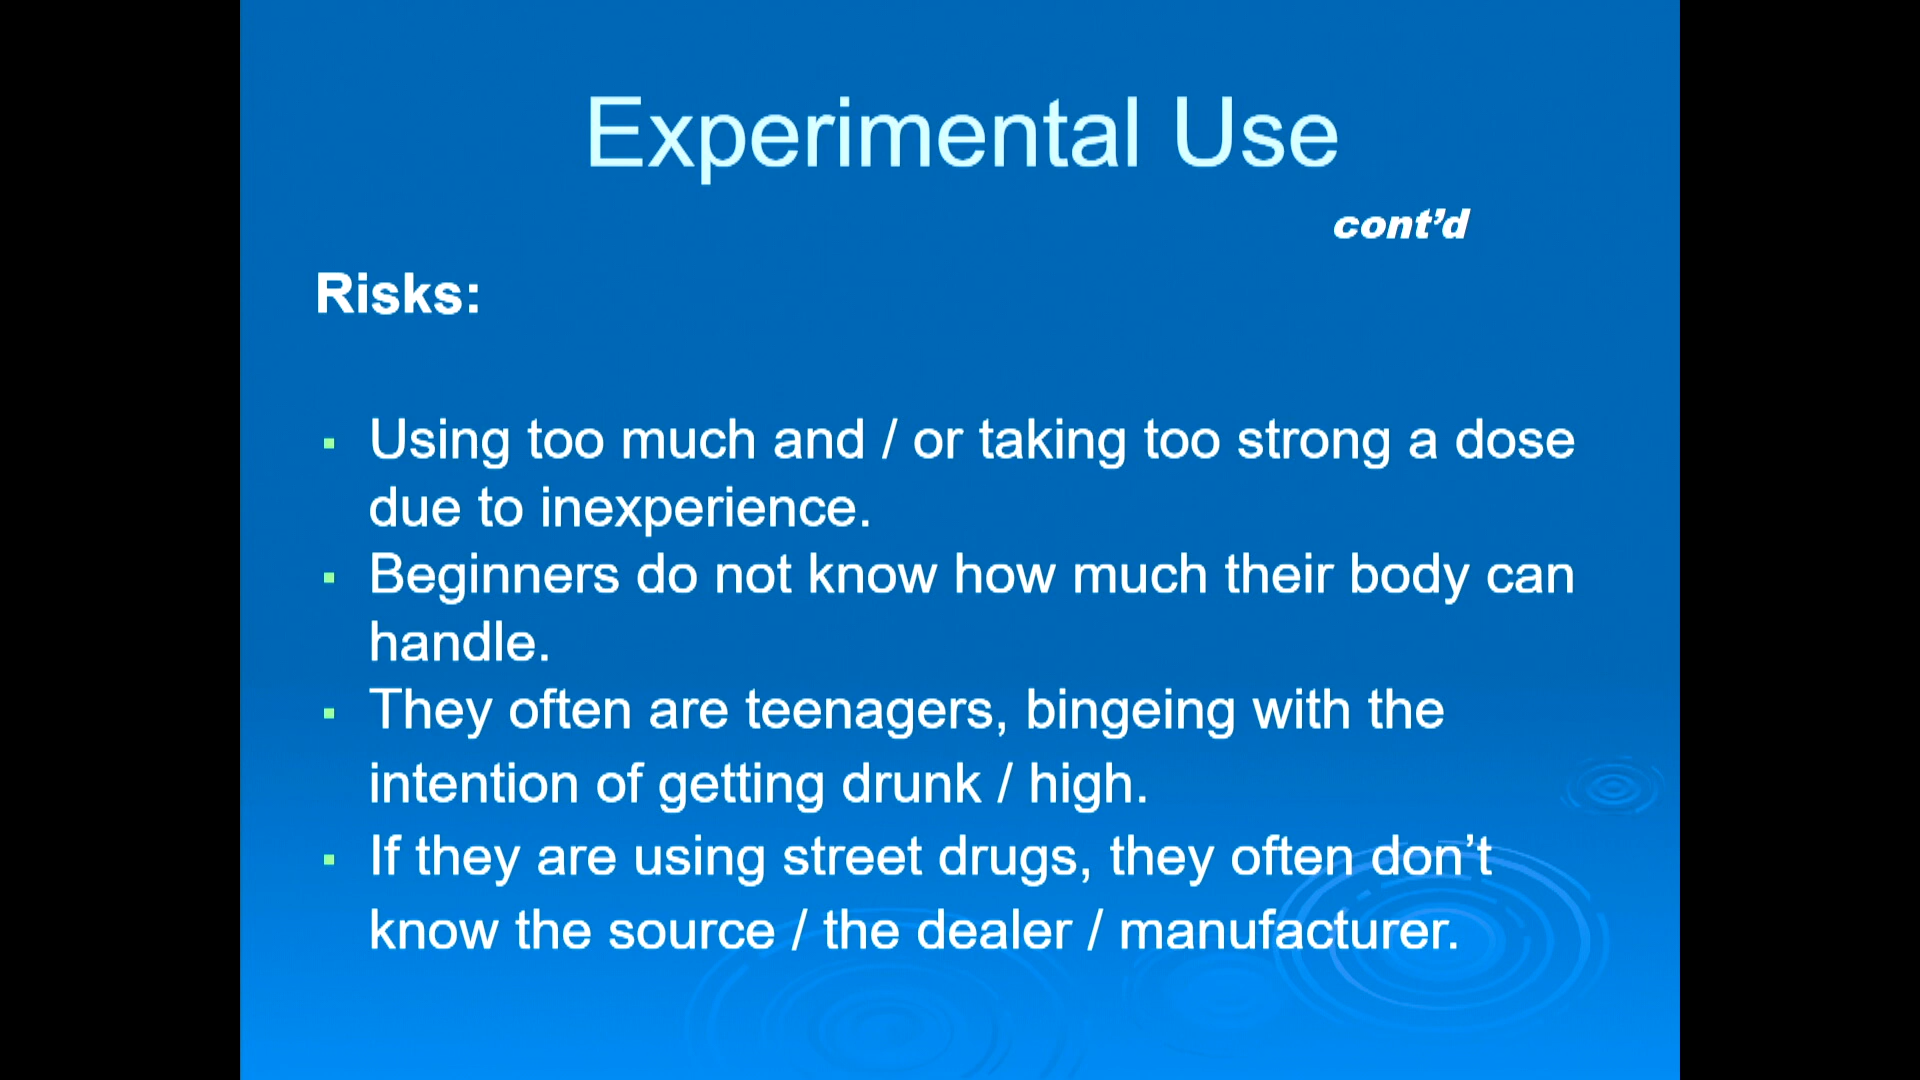 Experimental Use
cont’d
Risks:
▪ Using too much and / or taking too strong a dose
due to inexperience.
▪ Beginners do not know how much their body can
handle.
▪ They often are teenagers, bingeing with the
intention of getting drunk / high.
▪ If they are using street drugs, they often don’t
know the source / the dealer / manufacturer.